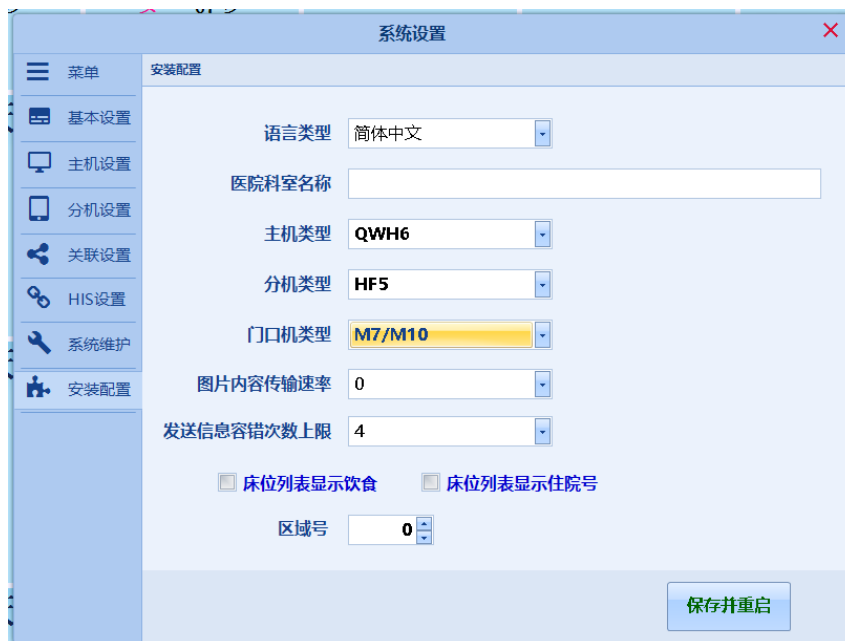 系统设置
菜单
安装配置
基本设置
主机设置
分机设置
关联设置
HIS设置
系统维护
安装配置
语言类型 简体中文
医院科室名称
主机类型 QWH6
分机类型 HF5
门口机类型 M7/M10
图片内容传输速率 0
发送信息容错次数上限 4
床位列表显示饮食 床位列表显示住院号
区域号 0
保存并重启